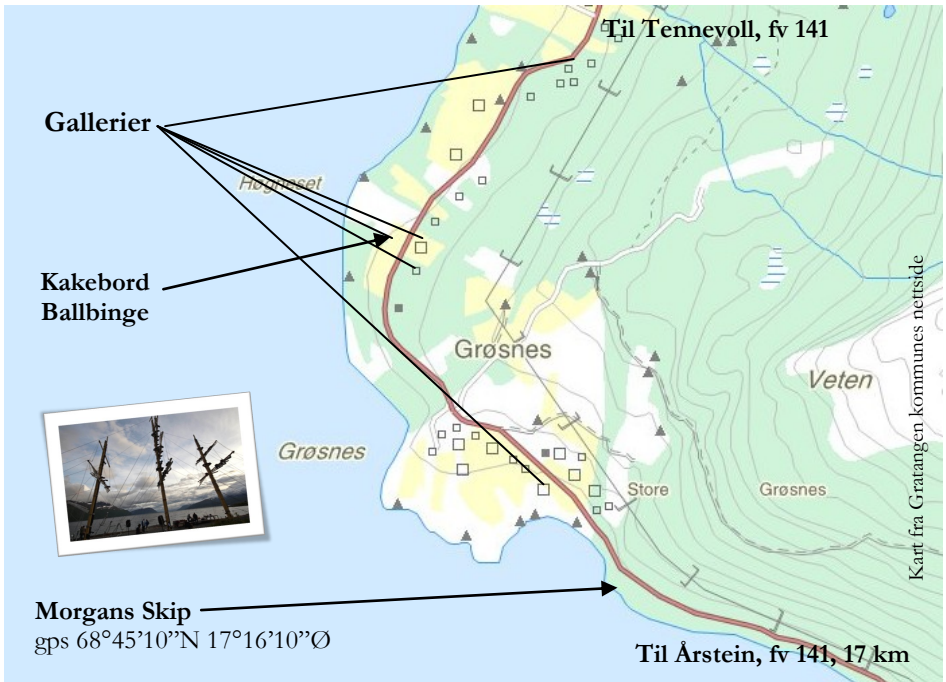 Til Tennevoll, fv 141
Gallerier
Høgneset
Kakebord
Ballbinge
Grøsnes
Veten
Grøsnes
Store
Grøsnes
Kart fra Gratangen kommunes nettside
Morgans Skip
gps 68°45’10”N 17°16’10”Ø
Til Årstein, fv 141, 17 km